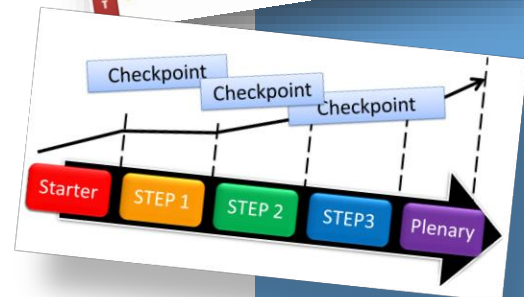 T
Checkpoint
Checkpoint
Checkpoint
Starter
STEP 1
STEP 2
STEP3
Plenary